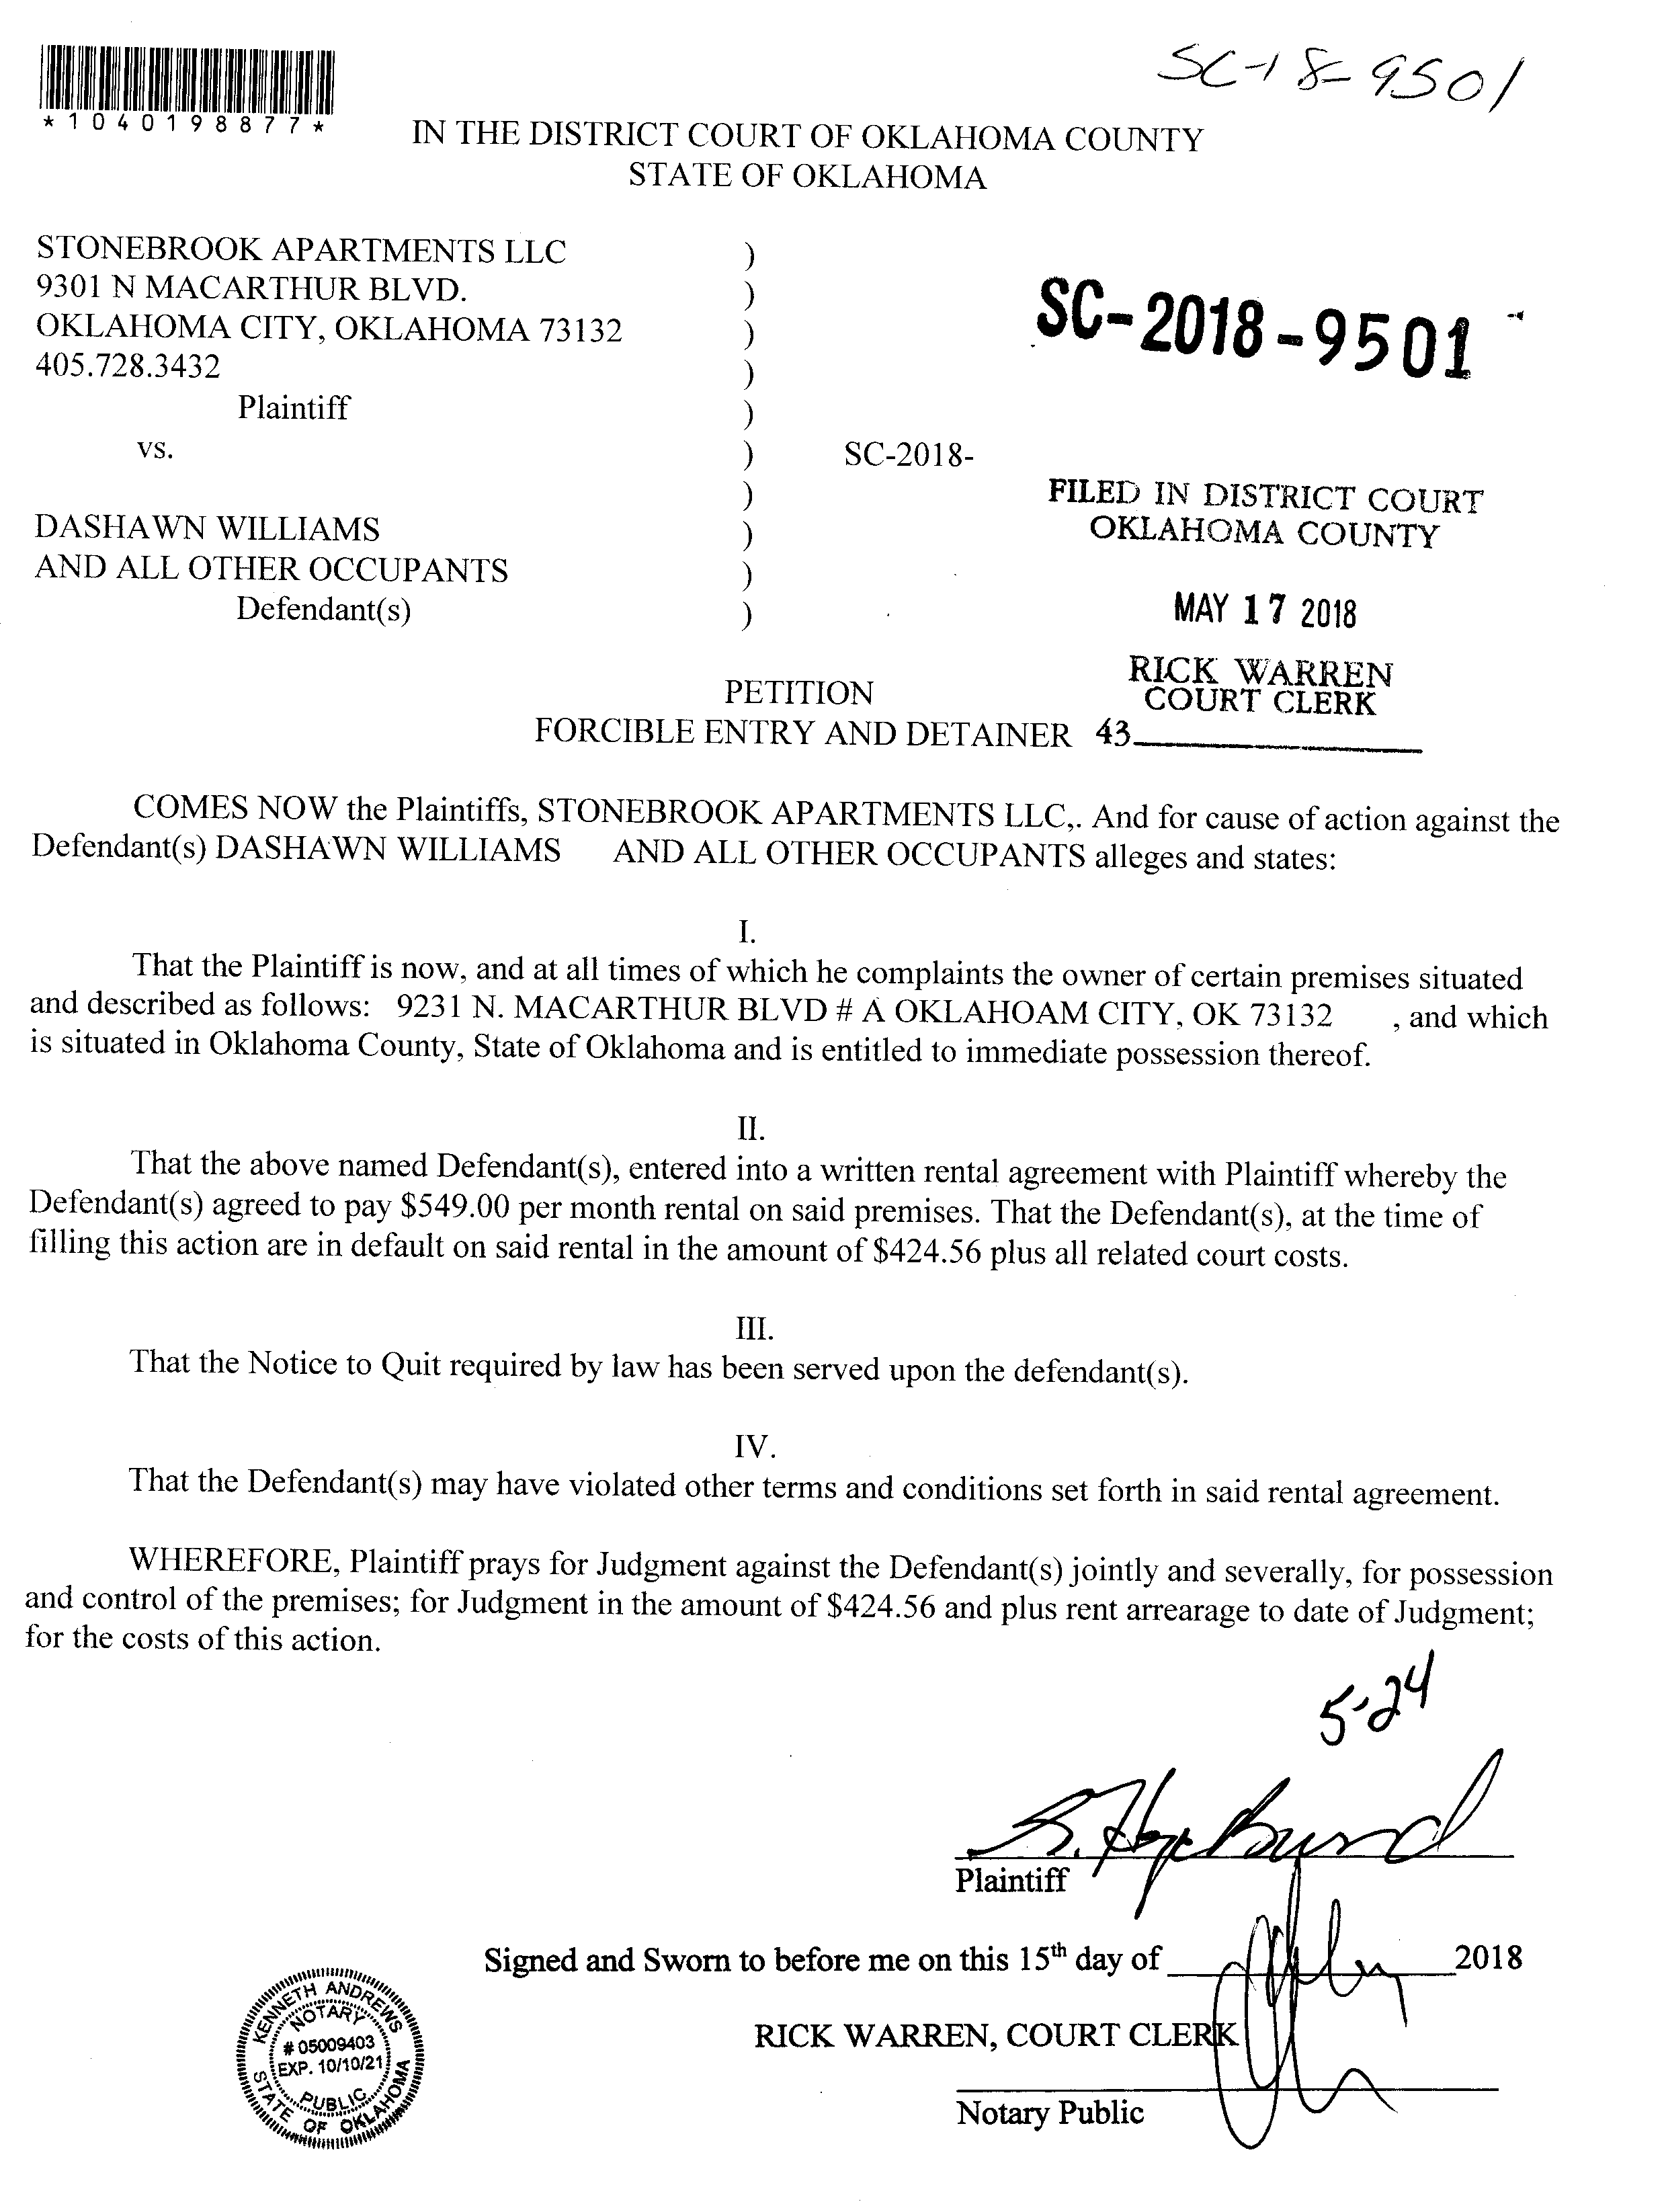 SC-18-9501
*1040198877*
IN THE DISTRICT COURT OF OKLAHOMA COUNTY
STATE OF OKLAHOMA
STONEBROOK APARTMENTS LLC )
9301 N MACARTHUR BLVD. )
OKLAHOMA CITY, OKLAHOMA 73132 )
405.728.3432 )
Plaintiff )
SC-2018-9501
vs. ) SC-2018-
)
DASHAWN WILLIAMS )
AND ALL OTHER OCCUPANTS )
Defendant(s) )
FILED IN DISTRICT COURT
OKLAHOMA COUNTY
MAY 17 2018
RICK WARREN
COURT CLERK
43
PETITION
FORCIBLE ENTRY AND DETAINER
COMES NOW the Plaintiffs, STONEBROOK APARTMENTS LLC,. And for cause of action against the
Defendant(s) DASHAWN WILLIAMS AND ALL OTHER OCCUPANTS alleges and states:
I.
That the Plaintiff is now, and at all times of which he complaints the owner of certain premises situated
and described as follows: 9231 N. MACARTHUR BLVD # A OKLAHOAM CITY, OK 73132 , and which
is situated in Oklahoma County, State of Oklahoma and is entitled to immediate possession thereof.
II.
That the above named Defendant(s), entered into a written rental agreement with Plaintiff whereby the
Defendant(s) agreed to pay $549.00 per month rental on said premises. That the Defendant(s), at the time of
filling this action are in default on said rental in the amount of $424.56 plus all related court costs.
III.
That the Notice to Quit required by law has been served upon the defendant(s).
IV.
That the Defendant(s) may have violated other terms and conditions set forth in said rental agreement.
WHEREFORE, Plaintiff prays for Judgment against the Defendant(s) jointly and severally, for possession
and control of the premises; for Judgment in the amount of $424.56 and plus rent arrearage to date of Judgment;
for the costs of this action.
5-24
Plaintiff
Signed and Sworn to before me on this 15th day of 2018
RICK WARREN, COURT CLERK
Notary Public
KENNETH ANDREWS
NOTARY
# 05009403
EXP. 10/10/21
PUBLIC
STATE OF OKLAHOMA